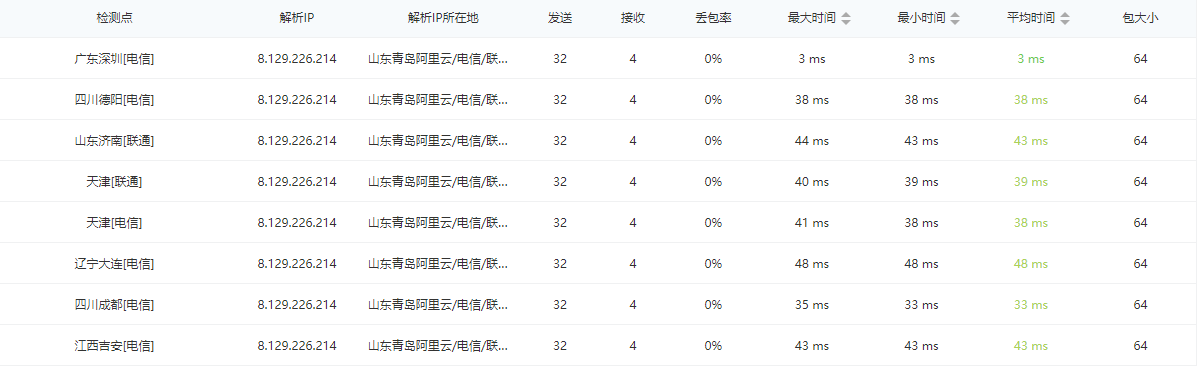 检测点 解析IP 解析IP所在地 发送 接收 丢包率 最大时间 最小时间 平均时间 包大小
广东深圳[电信] 8.129.226.214 山东青岛阿里云/电信/联... 32 4 0% 3 ms 3 ms 3 ms 64
四川德阳[电信] 8.129.226.214 山东青岛阿里云/电信/联... 32 4 0% 38 ms 38 ms 38 ms 64
山东济南[联通] 8.129.226.214 山东青岛阿里云/电信/联... 32 4 0% 44 ms 43 ms 43 ms 64
天津[联通] 8.129.226.214 山东青岛阿里云/电信/联... 32 4 0% 40 ms 39 ms 39 ms 64
天津[电信] 8.129.226.214 山东青岛阿里云/电信/联... 32 4 0% 41 ms 38 ms 38 ms 64
辽宁大连[电信] 8.129.226.214 山东青岛阿里云/电信/联... 32 4 0% 48 ms 48 ms 48 ms 64
四川成都[电信] 8.129.226.214 山东青岛阿里云/电信/联... 32 4 0% 35 ms 33 ms 33 ms 64
江西吉安[电信] 8.129.226.214 山东青岛阿里云/电信/联... 32 4 0% 43 ms 43 ms 43 ms 64